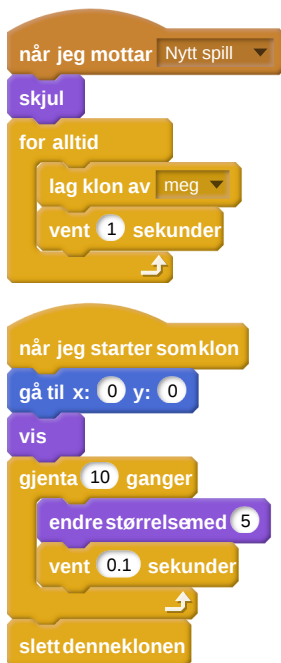 når jeg mottar Nytt spill
skjul
for alltid
lag klon av meg
vent 1 sekunder
når jeg starter som klon
gå til x: 0 y: 0
vis
gjenta 10 ganger
endre størrelse med 5
vent 0.1 sekunder
slett denne klonen